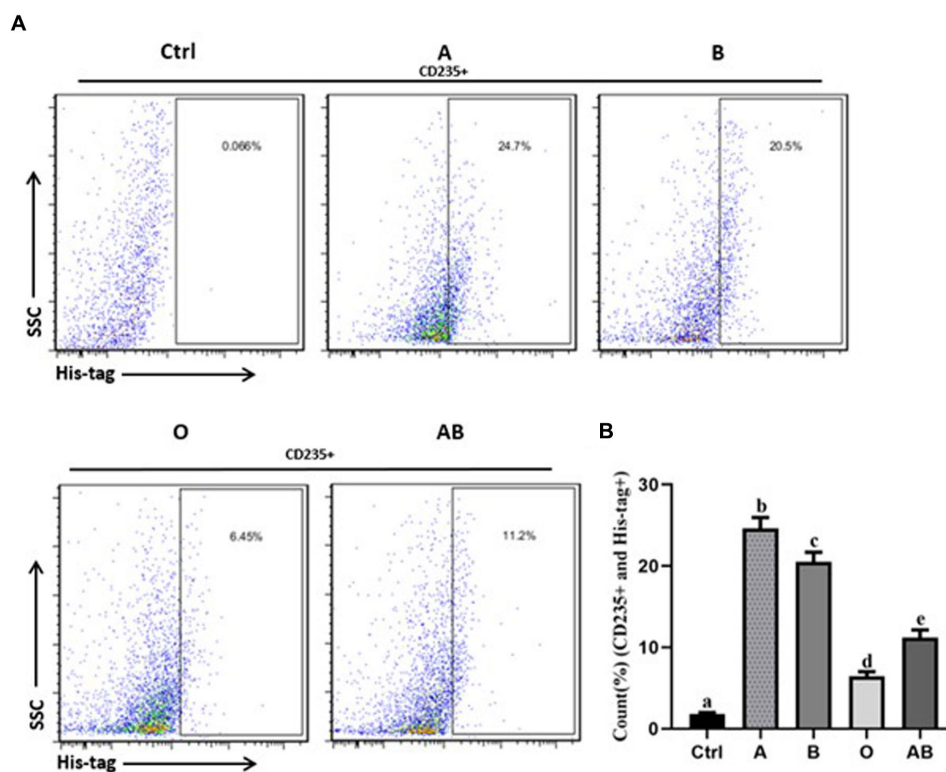 A
Ctrl A B
CD235+
0.066% 24.7% 20.5%
SSC
His-tag
O AB
CD235+
6.45% 11.2%
SSC
His-tag
B
Count(%) (CD235+ and His-tag+)
30
20
10
0
a b c d e
Ctrl A B O AB